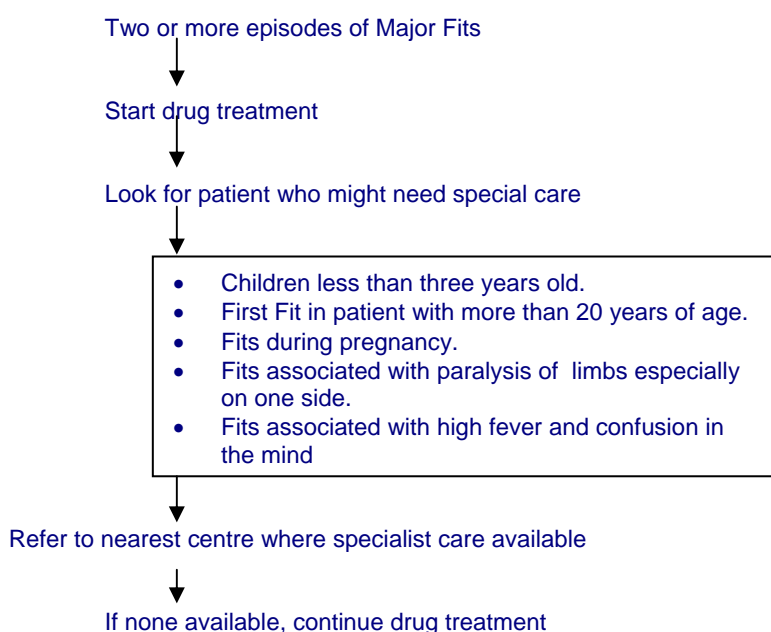 Two or more episodes of Major Fits
Start drug treatment
Look for patient who might need special care
• Children less than three years old.
• First Fit in patient with more than 20 years of age.
• Fits during pregnancy.
• Fits associated with paralysis of limbs especially
on one side.
• Fits associated with high fever and confusion in
the mind
Refer to nearest centre where specialist care available
If none available, continue drug treatment